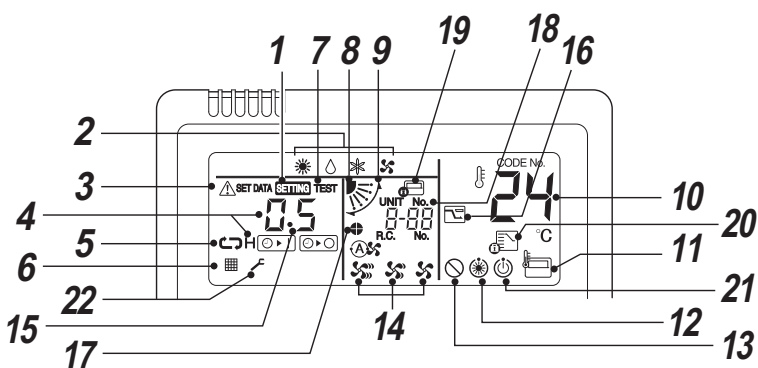 1 7 8 9 19 18 16
2
CODE No.
3 SET DATA SETTING TEST 24 10
UNIT No.
4 0.5 8-88 20
R.C. No. °C
5 H 11
A
6
22 21
15 14 12
17 13